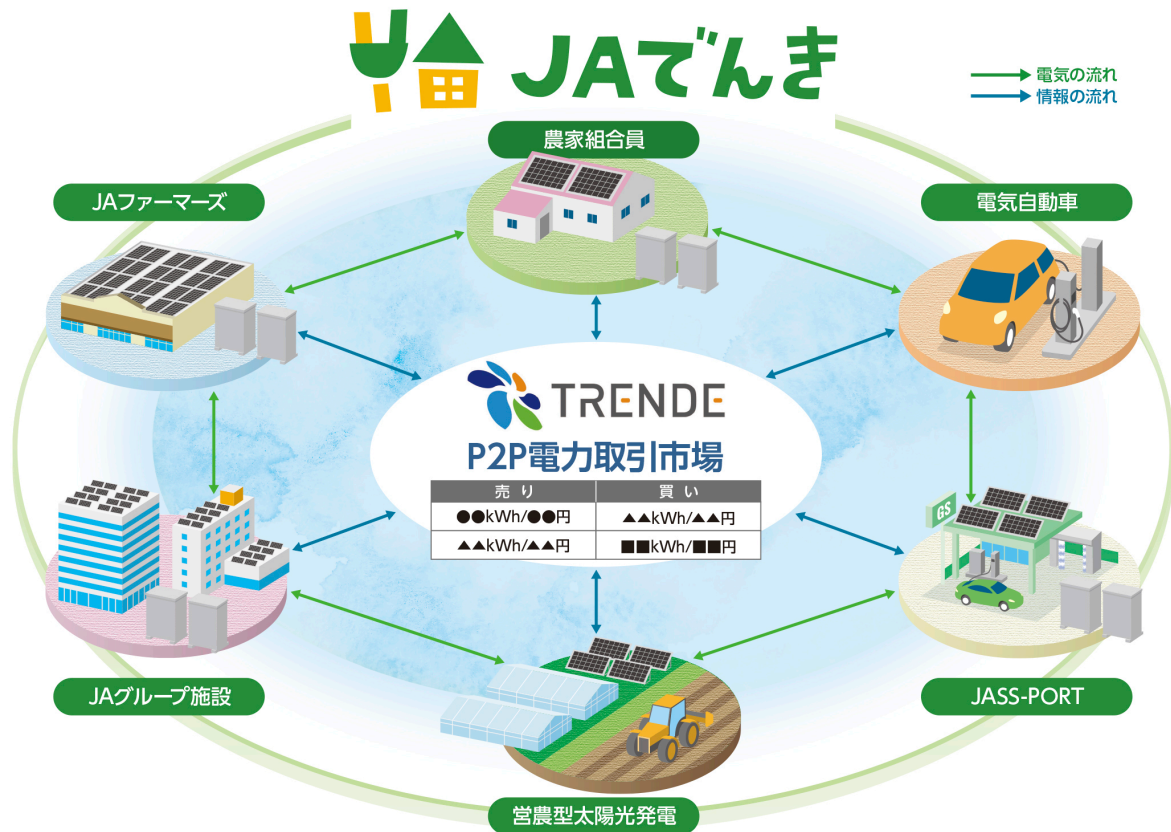 JAでんき
電気の流れ
情報の流れ
農家組合員
JAファーマーズ
電気自動車
TRENDE
P2P電力取引市場
売り 買い
●●kWh/●●円 ▲▲kWh/▲▲円
▲▲kWh/▲▲円 ■■kWh/■■円
GS
JAグループ施設
JASS-PORT
営農型太陽光発電